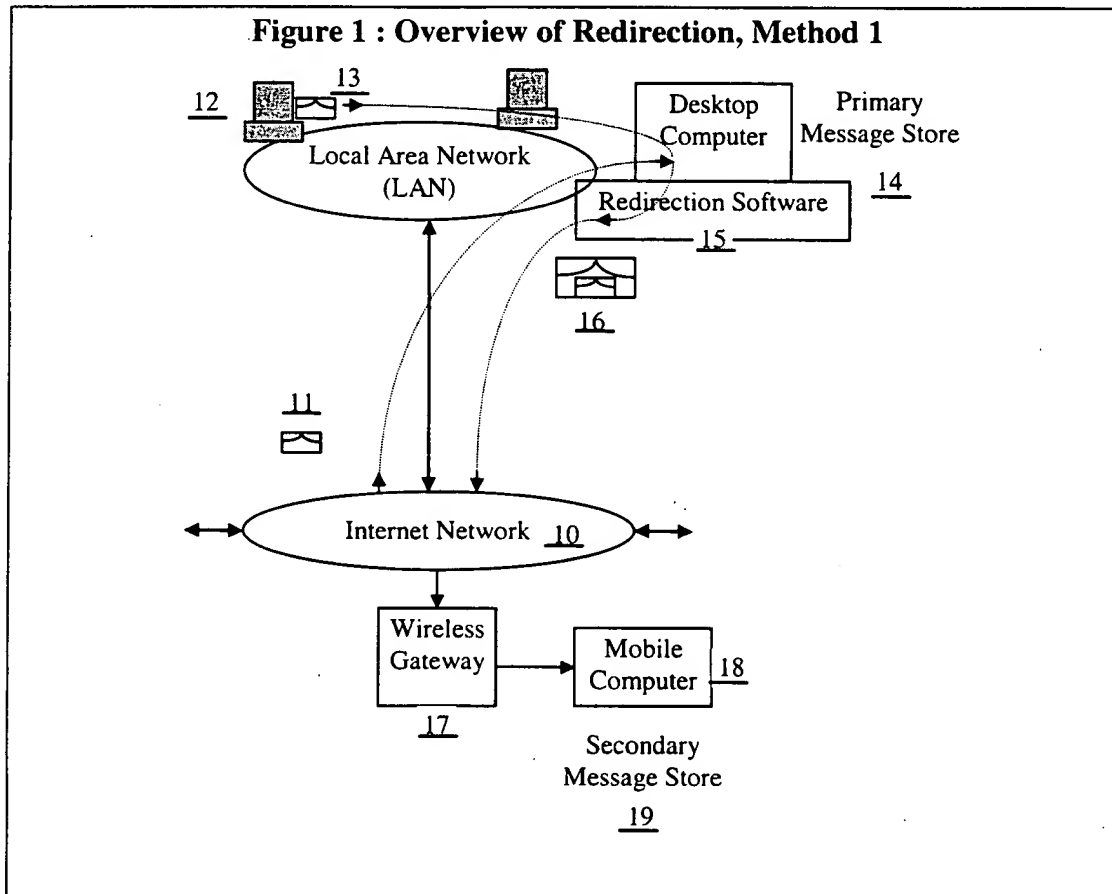 Figure 1 : Overview of Redirection, Method 1
13
12
Desktop
Computer
Primary
Message Store
14
Local Area Network
(LAN)
Redirection Software
15
16
11
Internet Network 10
Wireless
Gateway
17
Mobile
Computer
18
Secondary
Message Store
19